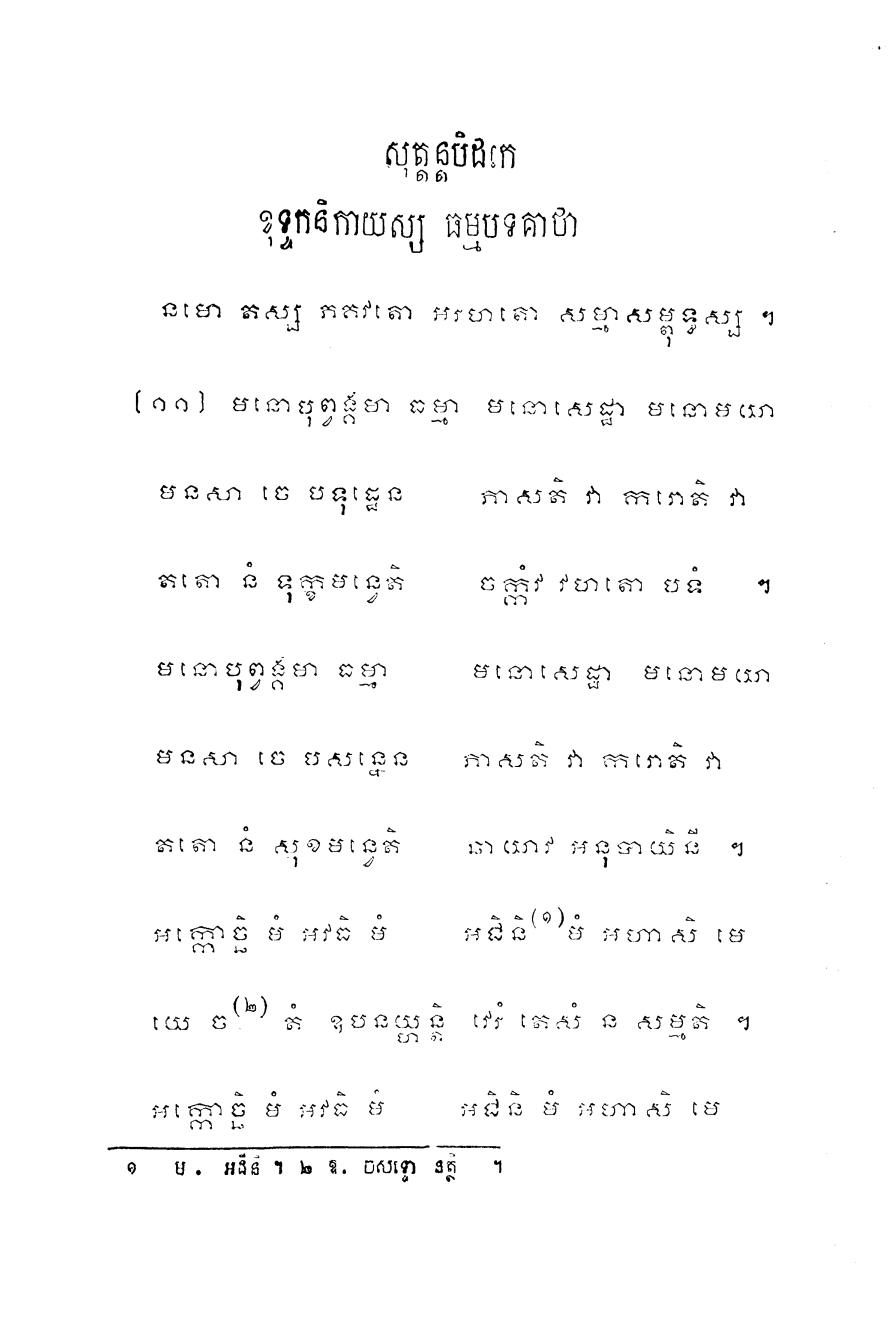 សុត្តន្តបិដកេ
ខុទ្ទកនិកាយស្ស ធម្មបទគាថា
នមោ តស្ស ភគវតោ អរហតោ សម្មាសម្ពុទ្ធស្ស ។
[១១] មនោបុព្វង្គមា ធម្មា មនោសេដ្ឋា មនោមយា
មនសា ចេ បទុដ្ឋេន ភាសតិ វា ករោតិ វា
តតោ នំ ទុក្ខមន្វេតិ ចក្កំវ វហតោ បទំ ។
មនោបុព្វង្គមា ធម្មា មនោសេដ្ឋា មនោមយា
មនសា ចេ បសន្នេន ភាសតិ វា ករោតិ វា
តតោ នំ សុខមន្វេតិ ឆាយាវ អនុបាយិនី ។
អក្កោច្ឆិ មំ អវធិ មំ អជិនិ(១) មំ អហាសិ មេ
យេ ច(២) តំ ឧបនយ្ហន្តិ វេរំ តេសំ ន សម្មតិ ។
អក្កោច្ឆិ មំ អវធិ មំ អជិនិ មំ អហាសិ មេ
១ ម. អជីនិ ។ ២ ឱ. ចសទ្ទោ នត្ថិ ។